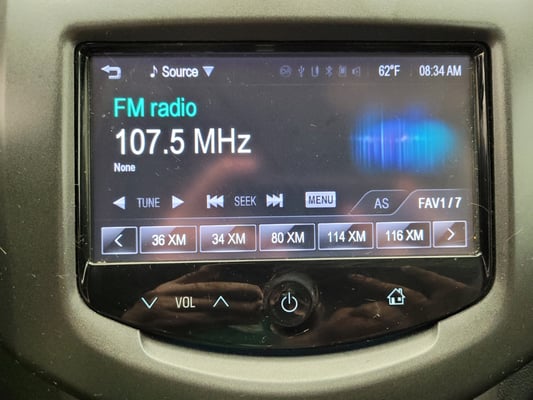 Source 62°F 08:34 AM
FM radio
107.5 MHz
None
TUNE SEEK MENU AS FAV1/7
36 XM 34 XM 80 XM 114 XM 116 XM
VOL